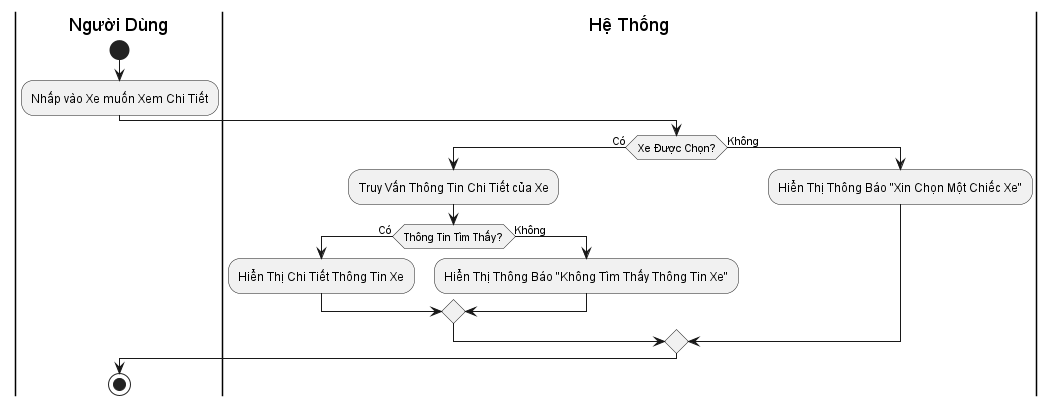 Người Dùng
Hệ Thống
Nhấp vào Xe muốn Xem Chi Tiết
Có
Xe Được Chọn?
Không
Truy Vấn Thông Tin Chi Tiết của Xe
Hiển Thị Thông Báo "Xin Chọn Một Chiếc Xe"
Có
Thông Tin Tìm Thấy?
Không
Hiển Thị Chi Tiết Thông Tin Xe
Hiển Thị Thông Báo "Không Tìm Thấy Thông Tin Xe"